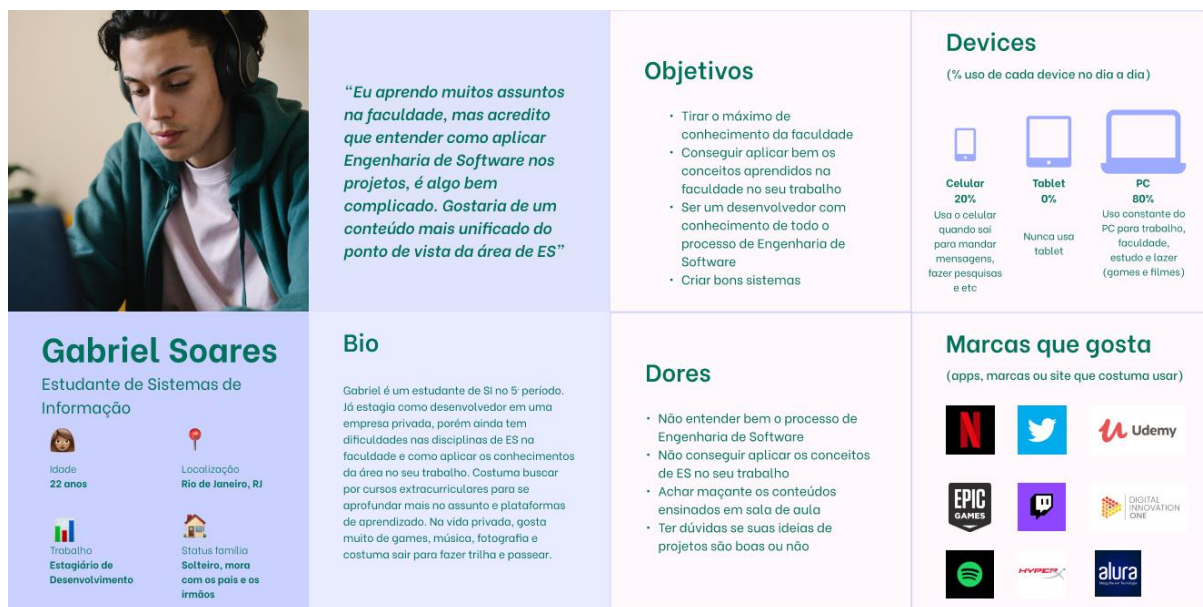 “Eu aprendo muitos assuntos
na faculdade, mas acredito
que entender como aplicar
Engenharia de Software nos
projetos, é algo bem
complicado. Gostaria de um
conteúdo mais unificado do
ponto de vista da área de ES”
Objetivos
• Tirar o máximo de
conhecimento da faculdade
• Conseguir aplicar bem os
conceitos aprendidos na
faculdade no seu trabalho
• Ser um desenvolvedor com
conhecimento de todo o
processo de Engenharia de
Software
• Criar bons sistemas
Devices
(% uso de cada device no dia a dia)
Celular
20%
Usa o celular
quando sai
para mandar
mensagens,
fazer pesquisas
e etc
Tablet
0%
Nunca usa
tablet
PC
80%
Uso constante do
PC para trabalho,
faculdade,
estudo e lazer
(games e filmes)
Gabriel Soares
Estudante de Sistemas de
Informação
Idade
22 anos
Localização
Rio de Janeiro, RJ
Trabalho
Estagiário de
Desenvolvimento
Status família
Solteiro, mora
com os pais e os
irmãos
Bio
Gabriel é um estudante de SI no 5º período.
Já estagia como desenvolvedor em uma
empresa privada, porém ainda tem
dificuldades nas disciplinas de ES na
faculdade e como aplicar os conhecimentos
da área no seu trabalho. Costuma buscar
por cursos extracurriculares para se
aprofundar mais no assunto e plataformas
de aprendizado. Na vida privada, gosta
muito de games, música, fotografia e
costuma sair para fazer trilha e passear.
Dores
• Não entender bem o processo de
Engenharia de Software
• Não conseguir aplicar os conceitos
de ES no seu trabalho
• Achar maçante os conteúdos
ensinados em sala de aula
• Ter dúvidas se suas ideias de
projetos são boas ou não
Marcas que gosta
(apps, marcas ou site que costuma usar)
N
Udemy
EPIC
GAMES
DIGITAL
INNOVATION
ONE
HYPERX
alura